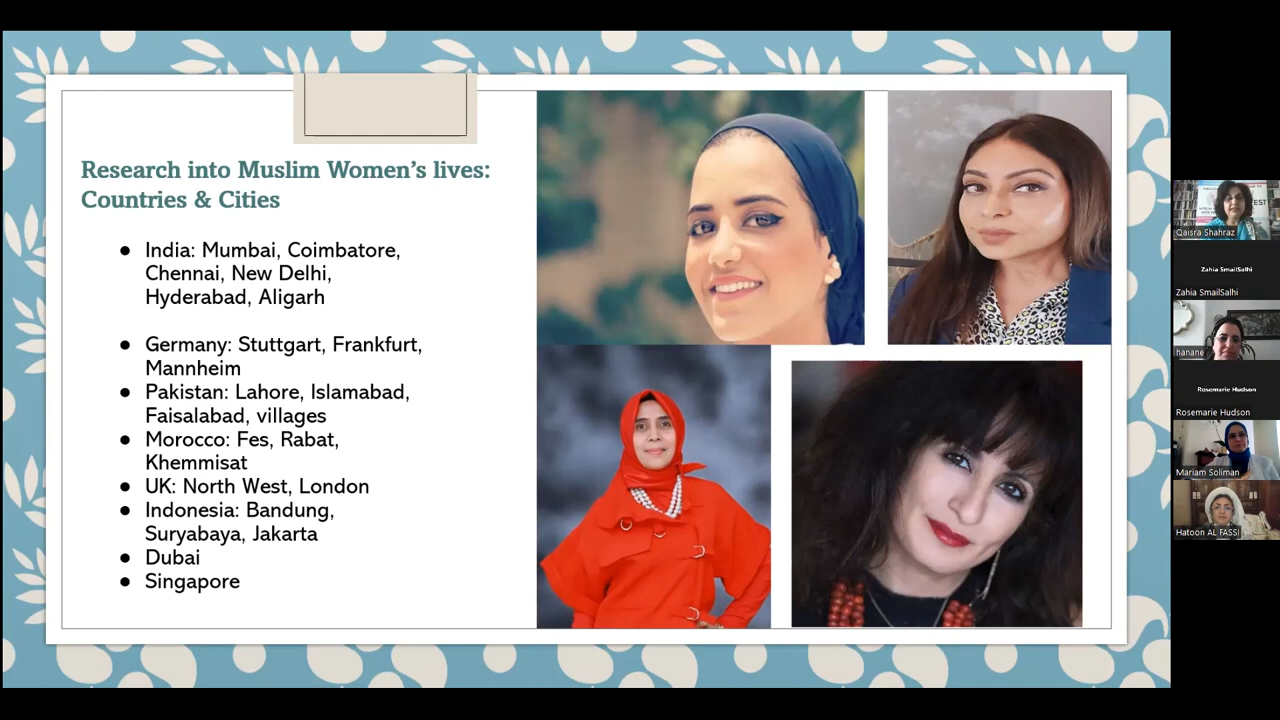 Research into Muslim Women's lives:
Countries & Cities
● India: Mumbai, Coimbatore,
Chennai, New Delhi,
Hyderabad, Aligarh
● Germany: Stuttgart, Frankfurt,
Mannheim
● Pakistan: Lahore, Islamabad,
Faisalabad, villages
● Morocco: Fes, Rabat,
Khemmisat
● UK: North West, London
● Indonesia: Bandung,
Suryabaya, Jakarta
● Dubai
● Singapore
Qaisra Shahraz
Zahia SmailSalhi
Zahia SmailSalhi
hanane
Rosemarie Hudson
Rosemarie Hudson
Mariam Soliman
Hatoon AL FASSI